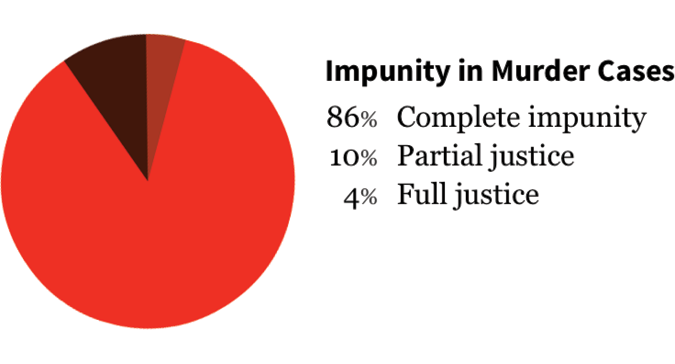 Impunity in Murder Cases
86% Complete impunity
10% Partial justice
4% Full justice